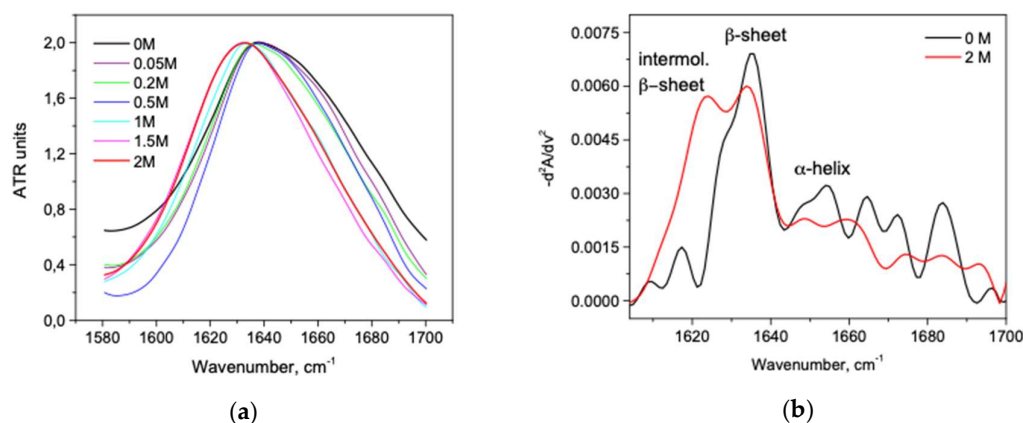 2,0
1,6
1,2
0,8
0,4
0,0
ATR units
0M
0.05M
0.2M
0.5M
1M
1.5M
2M
1580 1600 1620 1640 1660 1680 1700
Wavenumber, cm⁻¹
(a)
0.0075
0.0060
0.0045
0.0030
0.0015
0.0000
-d²A/dv²
β-sheet
intermol.
β−sheet
α-helix
0 M
2 M
1620 1640 1660 1680 1700
Wavenumber, cm⁻¹
(b)